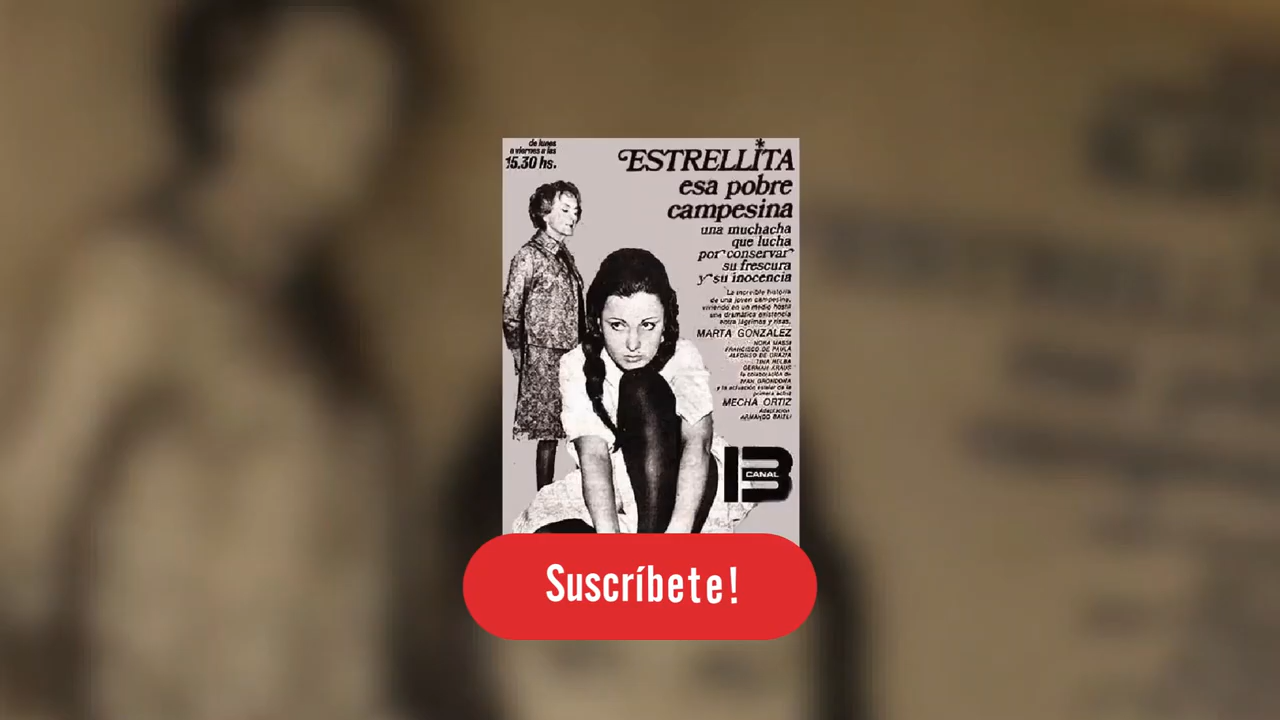 de lunes
a viernes a las
15.30 hs.
ESTRELLITA
esa pobre
campesina
una muchacha
que lucha
por conservar
su frescura
y su inocencia
La increíble historia
de una joven campesina,
viviendo en un medio hostil
una dramática existencia
entre lágrimas y risas.
MARTA GONZALEZ
NORA MASSI
FRANCISCO DE PAULA
ALFONSO DE GRAZIA
TINA HELBA
GERMAN KRAUS
la colaboración de
IVAN GRONDONA
y la actuación estelar de la
primera actriz
MECHA ORTIZ
Adaptación
ARMANDO
CANAL
13
Suscríbete!